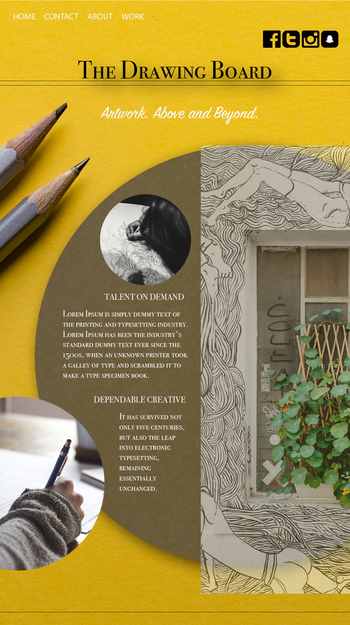 HOME CONTACT ABOUT WORK
The Drawing Board
Artwork. Above and Beyond.
TALENT ON DEMAND
Lorem Ipsum is simply dummy text of
the printing and typesetting industry.
Lorem Ipsum has been the industry's
standard dummy text ever since the
1500s, when an unknown printer took
a galley of type and scrambled it to
make a type specimen book.
DEPENDABLE CREATIVE
It has survived not
only five centuries,
but also the leap
into electronic
typesetting,
remaining
essentially
unchanged.